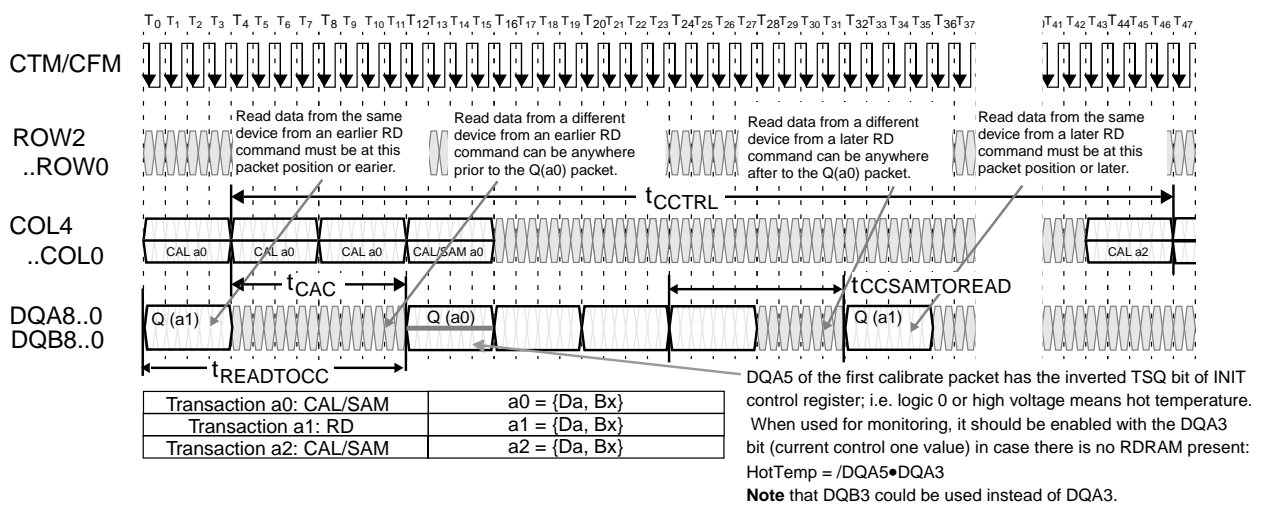 T0 T1 T2 T3 T4 T5 T6 T7 T8 T9 T10 T11 T12 T13 T14 T15 T16 T17 T18 T19 T20 T21 T22 T23 T24 T25 T26 T27 T28 T29 T30 T31 T32 T33 T34 T35 T36 T37 T41 T42 T43 T44 T45 T46 T47
CTM/CFM
ROW2
..ROW0
Read data from the same
device from an earlier RD
command must be at this
packet position or earier.
Read data from a different
device from an earlier RD
command can be anywhere
prior to the Q(a0) packet.
Read data from a different
device from a later RD
command can be anywhere
after to the Q(a0) packet.
Read data from the same
device from a later RD
command must be at this
packet position or later.
tCCTRL
COL4
..COL0
CAL a0 CAL a0 CAL a0 CAL/SAM a0 CAL a2
tCAC
tCCSAMTOREAD
DQA8..0
DQB8..0
Q (a1) Q (a0) Q (a1)
tREADTOCC
Transaction a0: CAL/SAM a0 = {Da, Bx}
Transaction a1: RD a1 = {Da, Bx}
Transaction a2: CAL/SAM a2 = {Da, Bx}
DQA5 of the first calibrate packet has the inverted TSQ bit of INIT
control register; i.e. logic 0 or high voltage means hot temperature.
When used for monitoring, it should be enabled with the DQA3
bit (current control one value) in case there is no RDRAM present:
HotTemp = /DQA5●DQA3
Note that DQB3 could be used instead of DQA3.